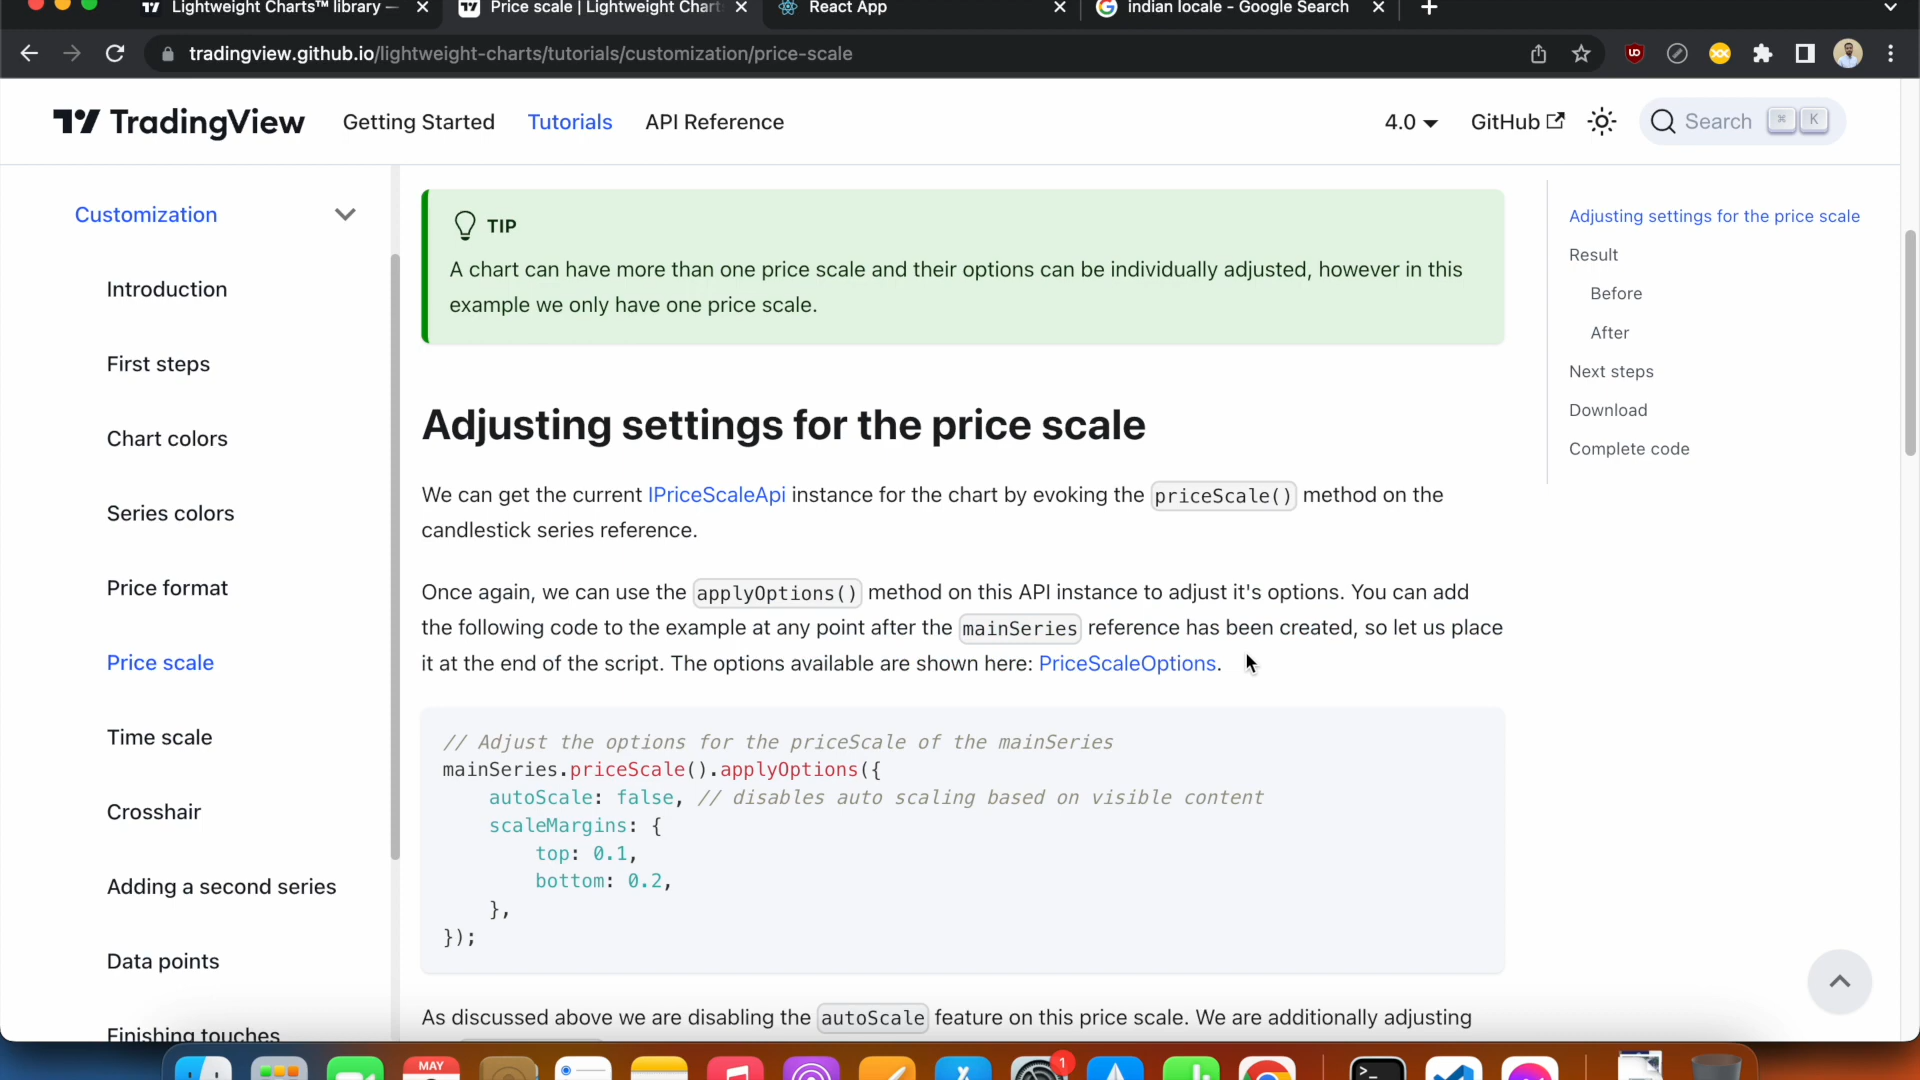 Lightweight Charts™ library –
Price scale | Lightweight Chart
React App
indian locale - Google Search
tradingview.github.io/lightweight-charts/tutorials/customization/price-scale
TradingView
Getting Started
Tutorials
API Reference
4.0
GitHub
Search
⌘ K
Customization
Introduction
First steps
Chart colors
Series colors
Price format
Price scale
Time scale
Crosshair
Adding a second series
Data points
Finishing touches
TIP
A chart can have more than one price scale and their options can be individually adjusted, however in this
example we only have one price scale.
Adjusting settings for the price scale
We can get the current IPriceScaleApi instance for the chart by evoking the priceScale() method on the
candlestick series reference.
Once again, we can use the applyOptions() method on this API instance to adjust it's options. You can add
the following code to the example at any point after the mainSeries reference has been created, so let us place
it at the end of the script. The options available are shown here: PriceScaleOptions.
// Adjust the options for the priceScale of the mainSeries
mainSeries.priceScale().applyOptions({
autoScale: false, // disables auto scaling based on visible content
scaleMargins: {
top: 0.1,
bottom: 0.2,
},
});
As discussed above we are disabling the autoScale feature on this price scale. We are additionally adjusting
Adjusting settings for the price scale
Result
Before
After
Next steps
Download
Complete code
MAY
1